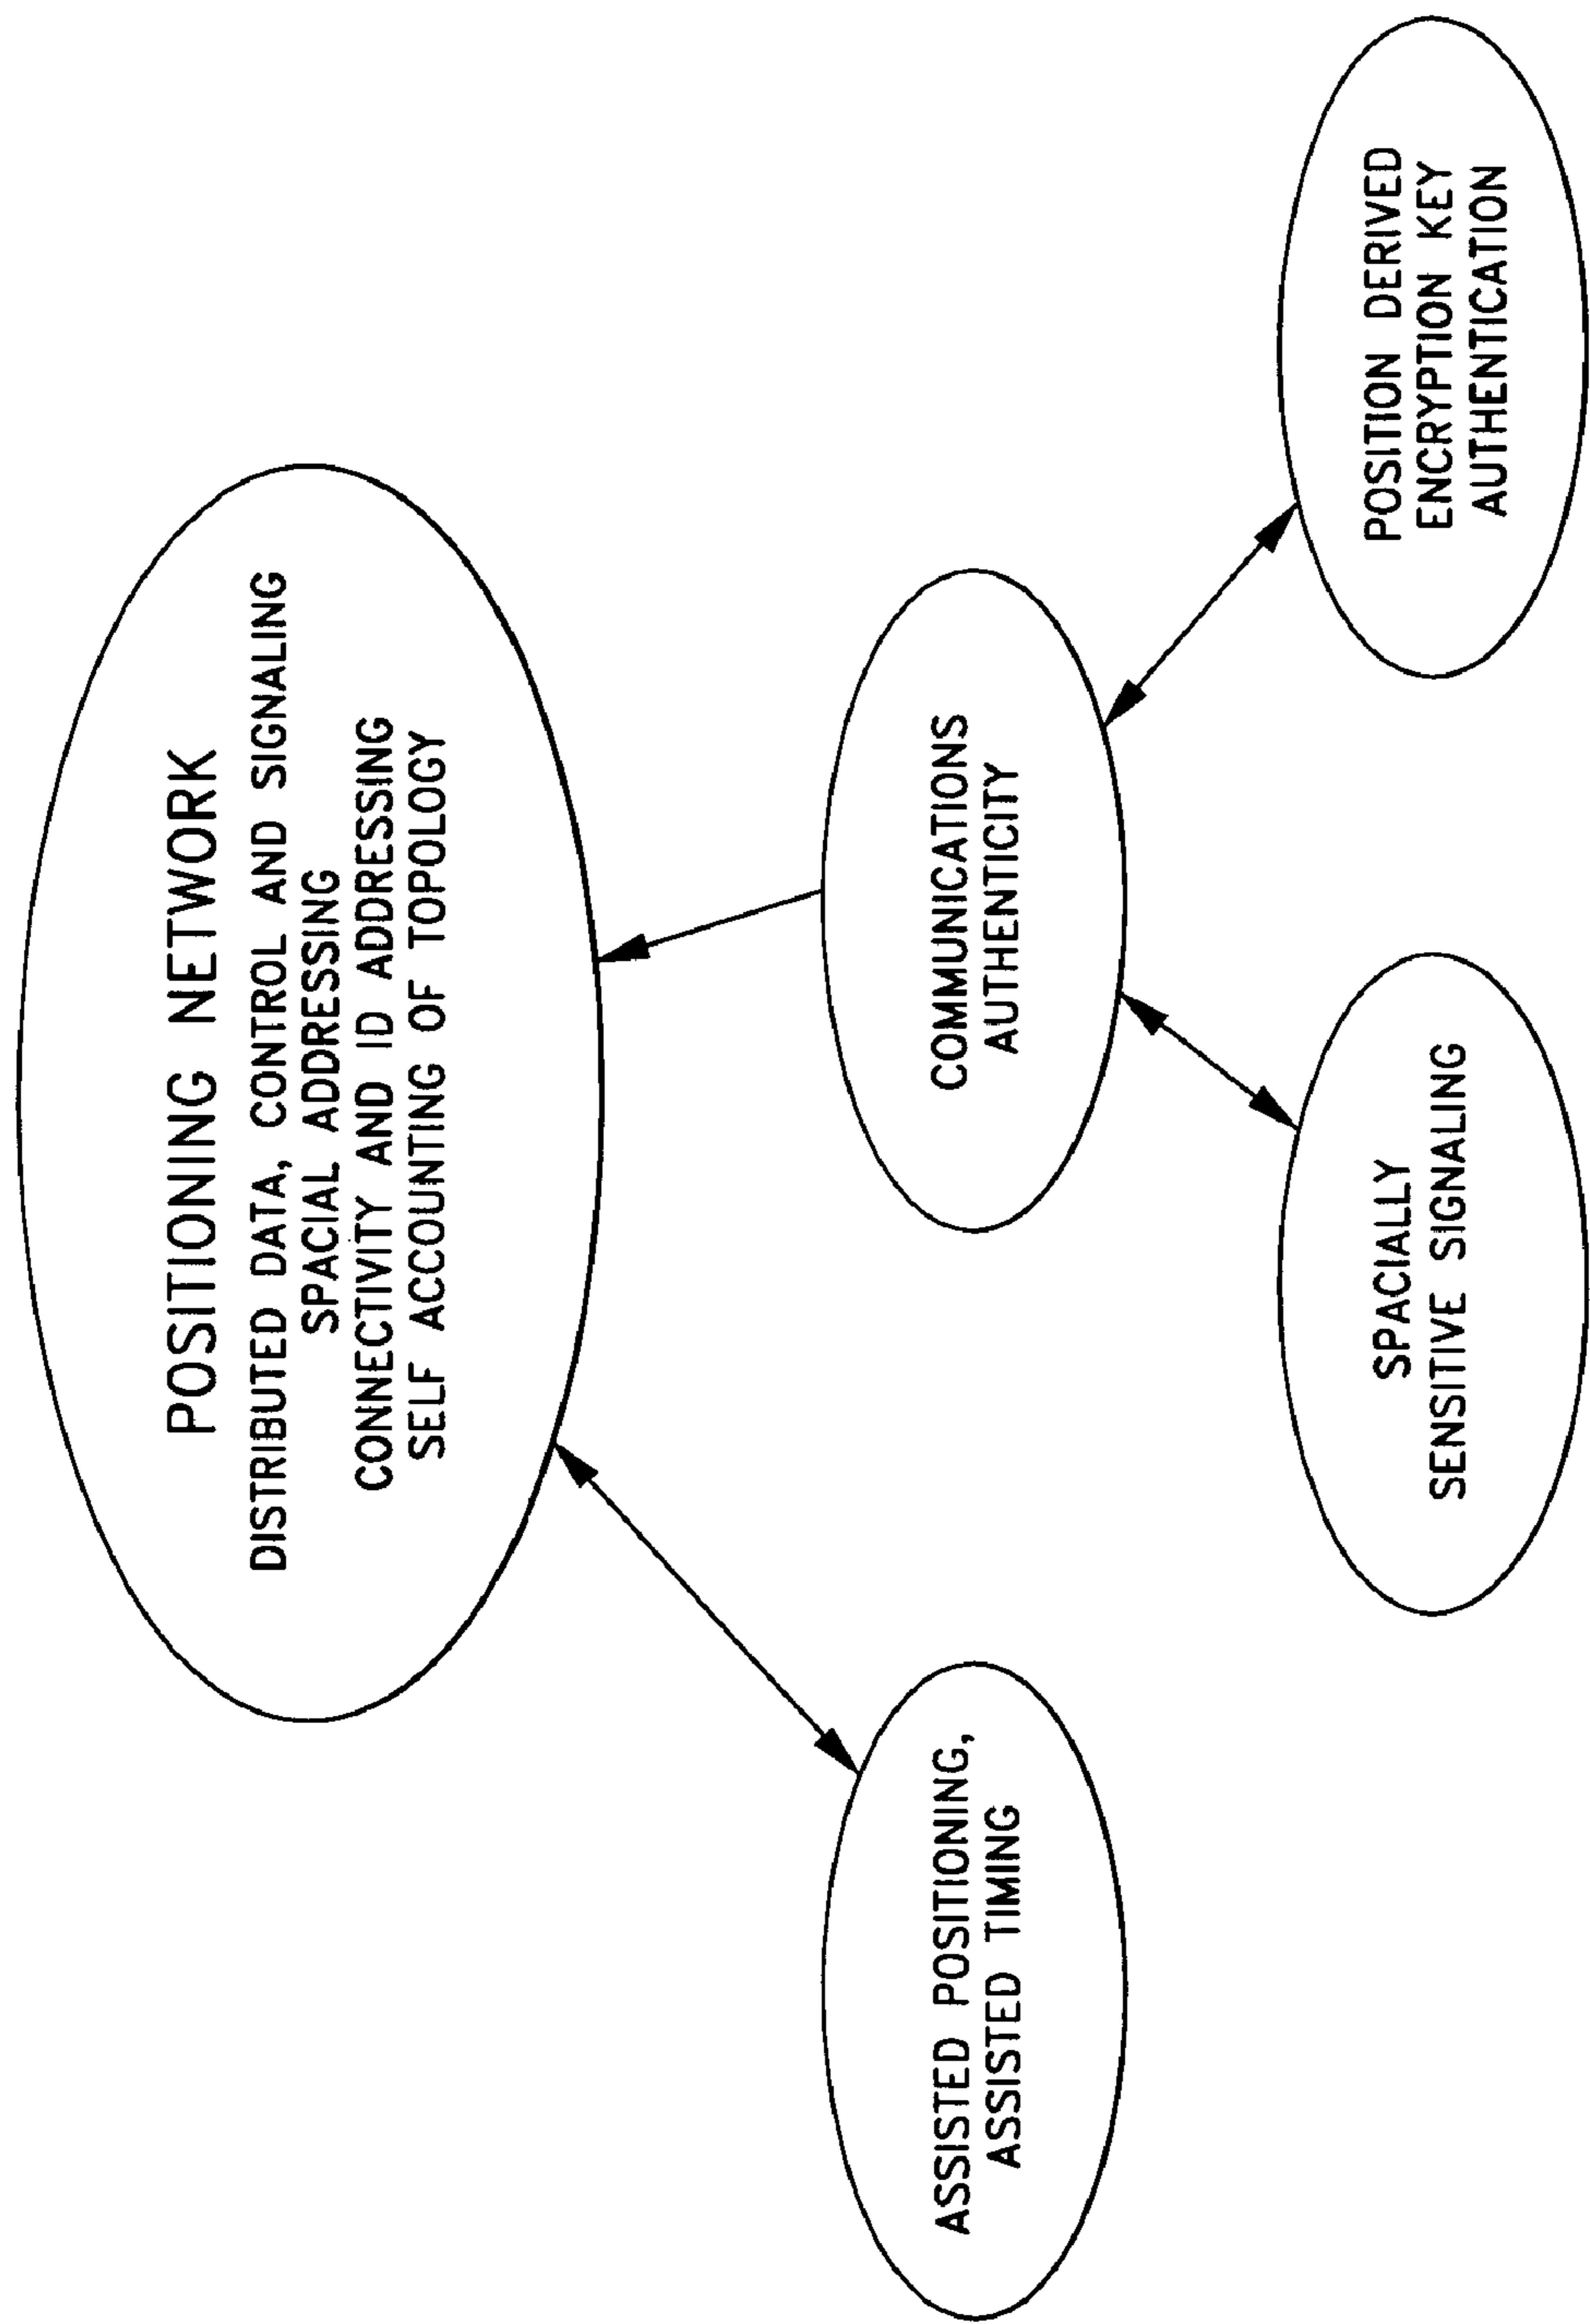 POSITIONING NETWORK
DISTRIBUTED DATA, CONTROL AND SIGNALING
SPACIAL ADDRESSING
CONNECTIVITY AND ID ADDRESSING
SELF ACCOUNTING OF TOPOLOGY
ASSISTED POSITIONING,
ASSISTED TIMING
COMMUNICATIONS
AUTHENTICITY
SPACIALLY
SENSITIVE SIGNALING
POSITION DERIVED
ENCRYPTION KEY
AUTHENTICATION